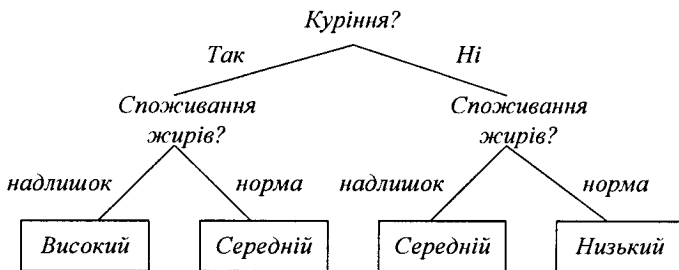 Куріння?
Так Ні
Споживання жирів? Споживання жирів?
надлишок норма надлишок норма
Високий Середній Середній Низький